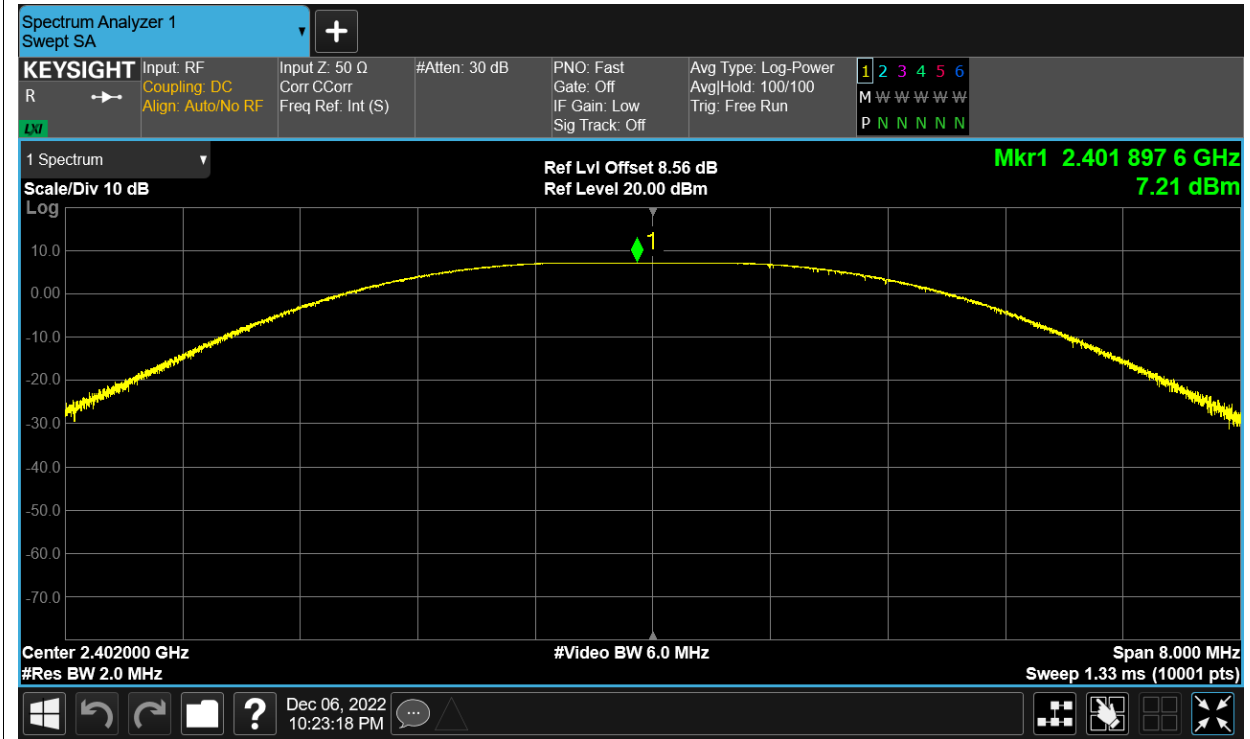 Spectrum Analyzer 1
Swept SA
KEYSIGHT
R
LXI
Input: RF
Coupling: DC
Align: Auto/No RF
Input Z: 50 Ω
Corr CCorr
Freq Ref: Int (S)
#Atten: 30 dB
PNO: Fast
Gate: Off
IF Gain: Low
Sig Track: Off
Avg Type: Log-Power
Avg|Hold: 100/100
Trig: Free Run
1 2 3 4 5 6
M W W W W W
P N N N N N
1 Spectrum
Scale/Div 10 dB
Log
Ref Lvl Offset 8.56 dB
Ref Level 20.00 dBm
Mkr1 2.401 897 6 GHz
7.21 dBm
1
10.0
0.00
-10.0
-20.0
-30.0
-40.0
-50.0
-60.0
-70.0
Center 2.402000 GHz
#Res BW 2.0 MHz
#Video BW 6.0 MHz
Span 8.000 MHz
Sweep 1.33 ms (10001 pts)
?
Dec 06, 2022
10:23:18 PM